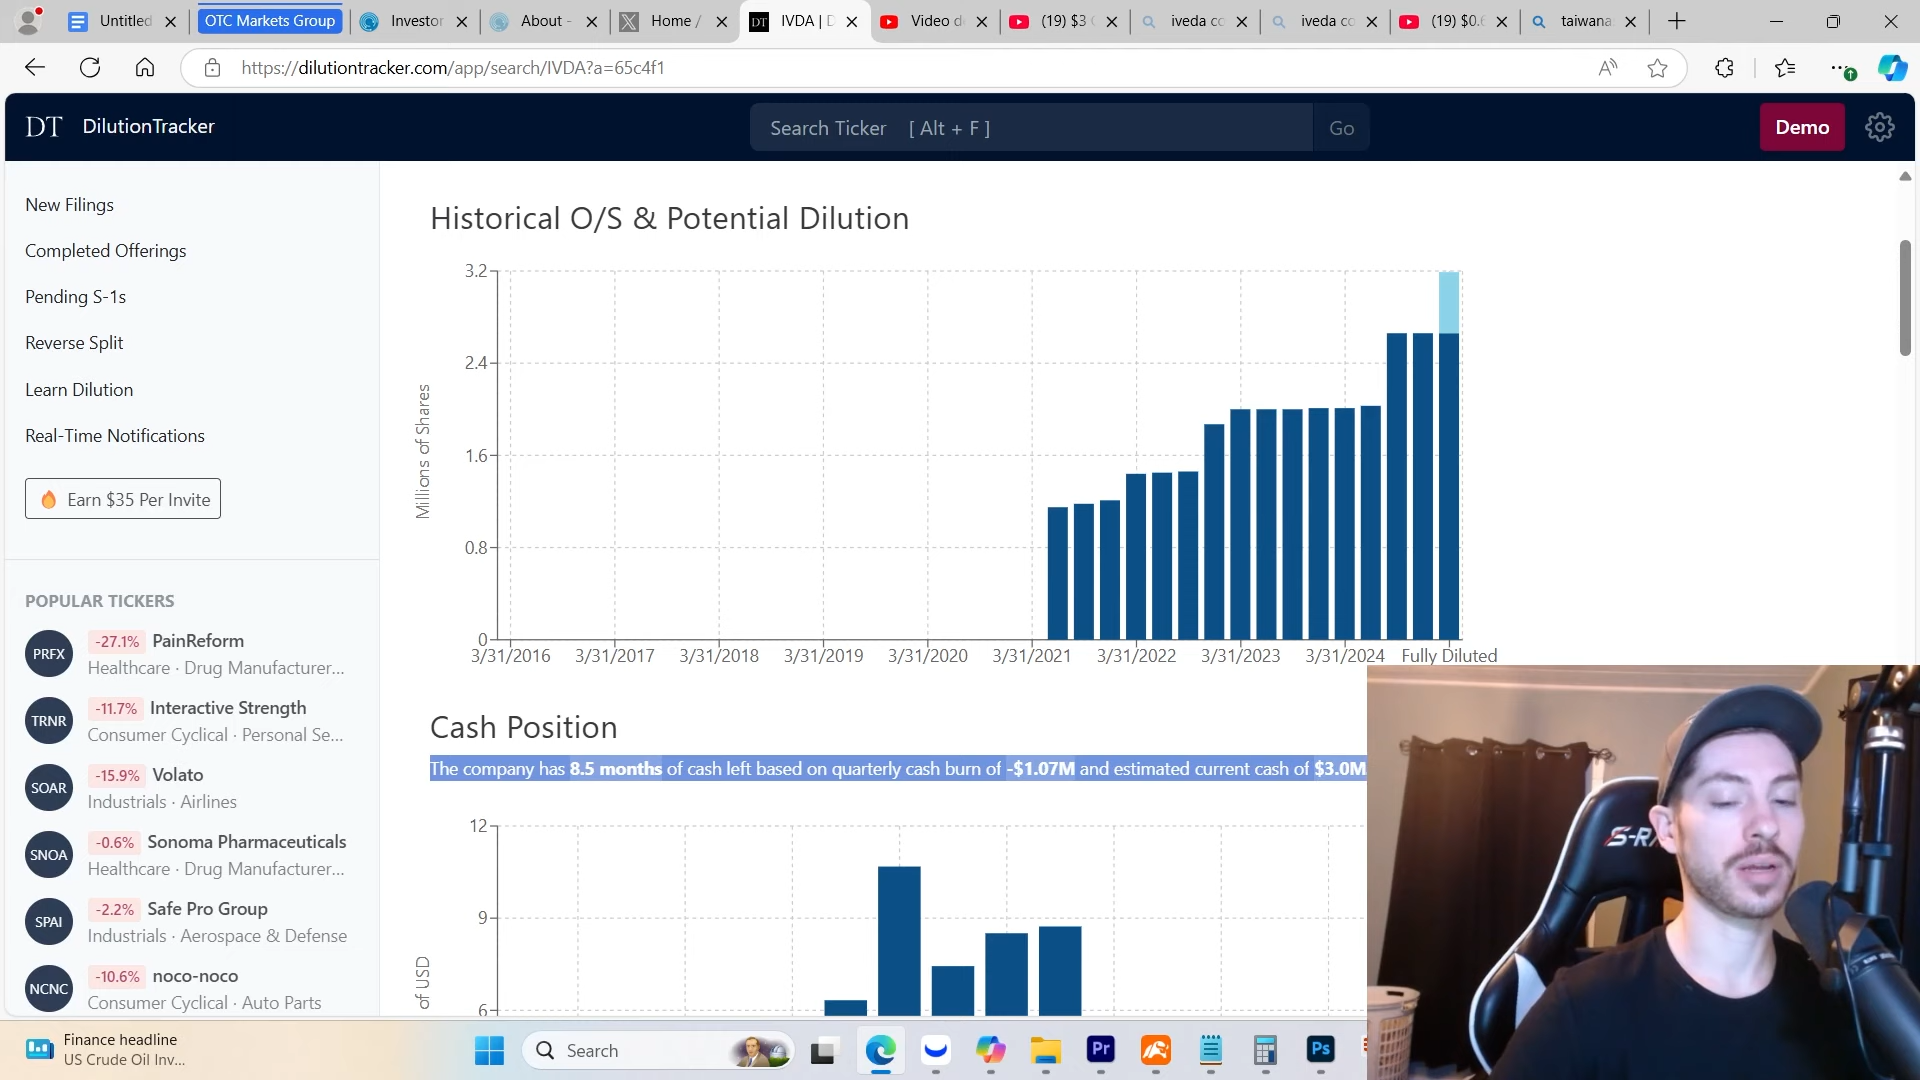 Untitled
OTC Markets Group
Investor
About -
Home /
DT
IVDA | D
Video d
(19) $3
iveda co
iveda co
(19) $0.6
taiwana
https://dilutiontracker.com/app/search/IVDA?a=65c4f1
DT DilutionTracker
Search Ticker [ Alt + F ]
Go
Demo
New Filings
Completed Offerings
Pending S-1s
Reverse Split
Learn Dilution
Real-Time Notifications
Earn $35 Per Invite
POPULAR TICKERS
PRFX
-27.1% PainReform
Healthcare · Drug Manufacturer...
TRNR
-11.7% Interactive Strength
Consumer Cyclical · Personal Se...
SOAR
-15.9% Volato
Industrials · Airlines
SNOA
-0.6% Sonoma Pharmaceuticals
Healthcare · Drug Manufacturer...
SPAI
-2.2% Safe Pro Group
Industrials · Aerospace & Defense
NCNC
-10.6% noco-noco
Consumer Cyclical · Auto Parts
Historical O/S & Potential Dilution
3.2
2.4
1.6
0.8
0
Millions of Shares
3/31/2016 3/31/2017 3/31/2018 3/31/2019 3/31/2020 3/31/2021 3/31/2022 3/31/2023 3/31/2024 Fully Diluted
Cash Position
The company has 8.5 months of cash left based on quarterly cash burn of -$1.07M and estimated current cash of $3.0M
12
9
6
of USD
S-RA
Finance headline
US Crude Oil Inv...
Search
Pr
Ps